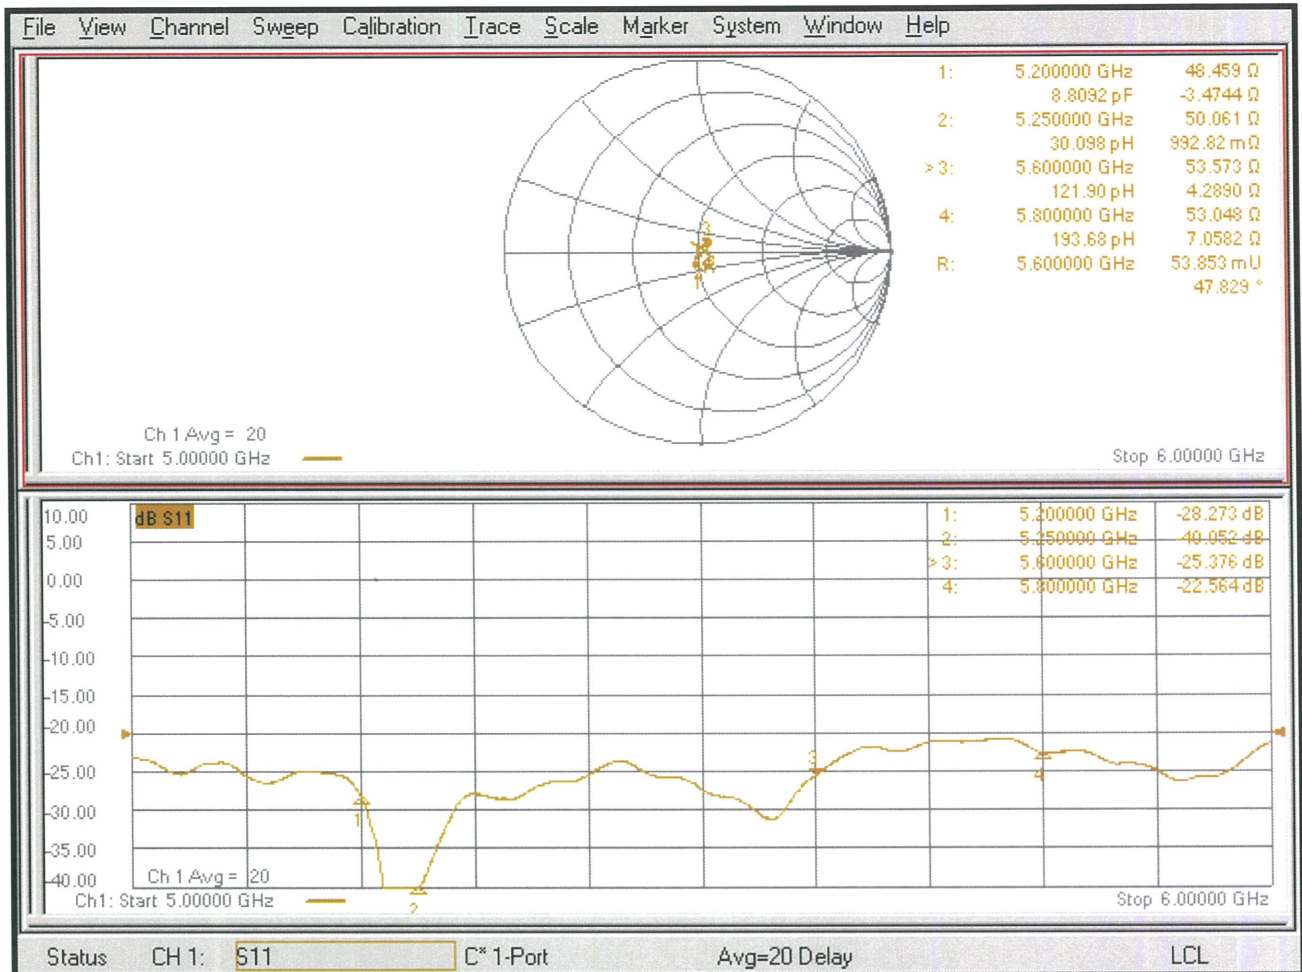 File View Channel Sweep Calibration Trace Scale Marker System Window Help
1: 5.200000 GHz 48.459 Ω
8.8092 pF -3.4744 Ω
2: 5.250000 GHz 50.061 Ω
30.098 pH 992.82 mΩ
> 3: 5.600000 GHz 53.573 Ω
121.90 pH 4.2890 Ω
4: 5.800000 GHz 53.048 Ω
193.68 pH 7.0582 Ω
R: 5.600000 GHz 53.853 mU
47.829 °
3
1
Ch 1 Avg = 20
Ch1: Start 5.00000 GHz
Stop 6.00000 GHz
dB S11
1: 5.200000 GHz -28.273 dB
2: 5.250000 GHz -40.052 dB
> 3: 5.600000 GHz -25.376 dB
4: 5.800000 GHz -22.564 dB
10.00
5.00
0.00
-5.00
-10.00
-15.00
-20.00
-25.00
-30.00
-35.00
-40.00
1
2
3
4
Ch 1 Avg = 20
Ch1: Start 5.00000 GHz
Stop 6.00000 GHz
Status CH 1: S11 C* 1-Port Avg=20 Delay LCL